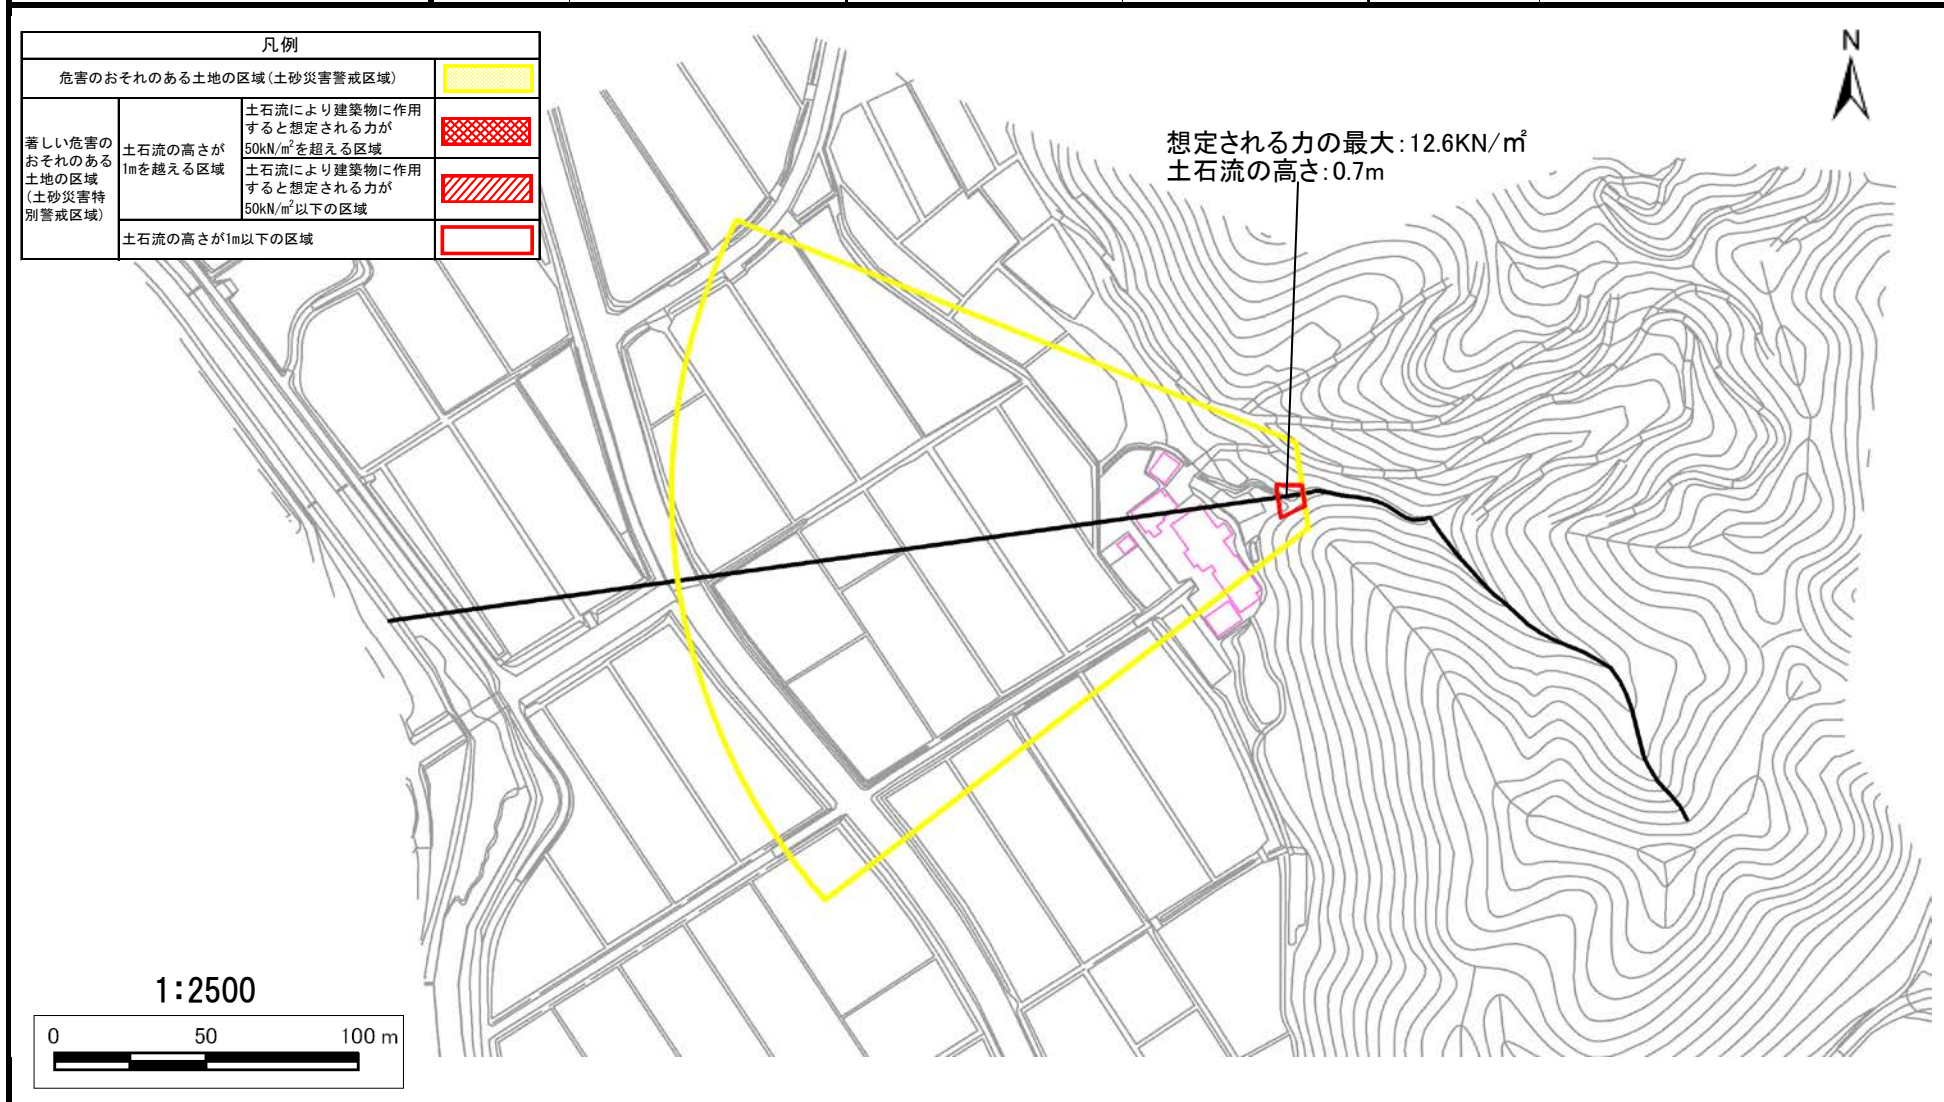 凡例
危害のおそれのある土地の区域(土砂災害警戒区域)
著しい危害の
おそれのある
土地の区域
(土砂災害特
別警戒区域)
土石流の高さが
1mを越える区域
土石流により建築物に作用
すると想定される力が
50kN/m²を超える区域
土石流により建築物に作用
すると想定される力が
50kN/m²以下の区域
土石流の高さが1m以下の区域
N
想定される力の最大:12.6KN/㎡
土石流の高さ:0.7m
1:2500
0 50 100 m